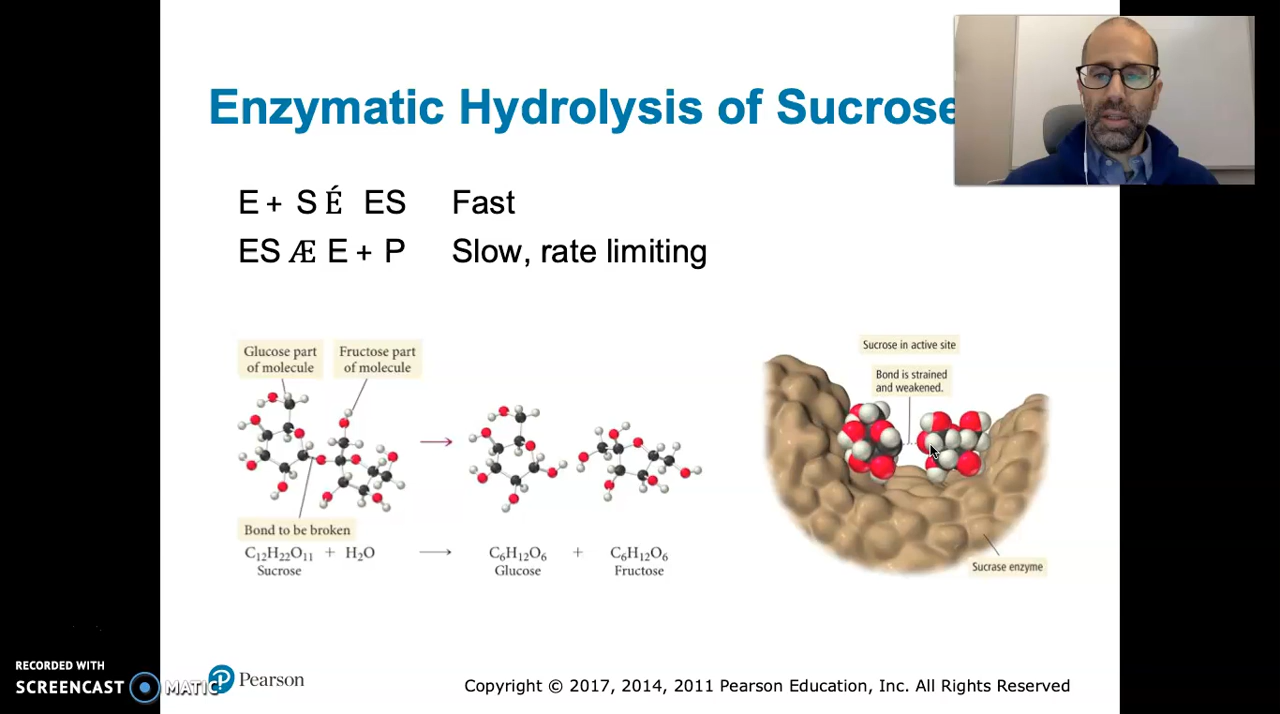 Enzymatic Hydrolysis of Sucrose
E + S É ES Fast
ES Æ E + P Slow, rate limiting
Glucose part
of molecule
Fructose part
of molecule
Bond to be broken
C₁₂H₂₂O₁₁ + H₂O → C₆H₁₂O₆ + C₆H₁₂O₆
Sucrose Glucose Fructose
Sucrose in active site
Bond is strained
and weakened.
Sucrase enzyme
RECORDED WITH
SCREENCAST MATIC
P Pearson
Copyright © 2017, 2014, 2011 Pearson Education, Inc. All Rights Reserved